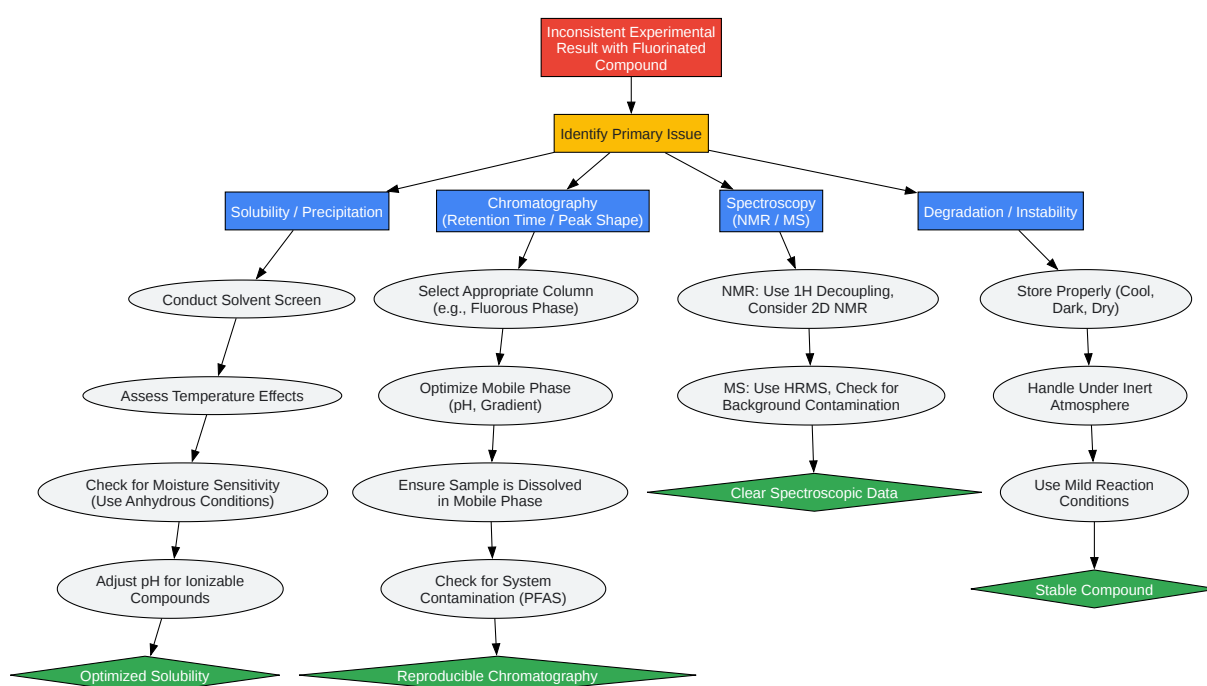 Inconsistent Experimental
Result with Fluorinated
Compound
Identify Primary Issue
Solubility / Precipitation
Chromatography
(Retention Time / Peak Shape)
Spectroscopy
(NMR / MS)
Degradation / Instability
Conduct Solvent Screen
Select Appropriate Column
(e.g., Fluorous Phase)
NMR: Use 1H Decoupling,
Consider 2D NMR
Store Properly (Cool,
Dark, Dry)
Assess Temperature Effects
Optimize Mobile Phase
(pH, Gradient)
MS: Use HRMS, Check for
Background Contamination
Handle Under Inert
Atmosphere
Check for Moisture Sensitivity
(Use Anhydrous Conditions)
Ensure Sample is Dissolved
in Mobile Phase
Clear Spectroscopic Data
Use Mild Reaction
Conditions
Adjust pH for Ionizable
Compounds
Check for System
Contamination (PFAS)
Stable Compound
Optimized Solubility
Reproducible Chromatography